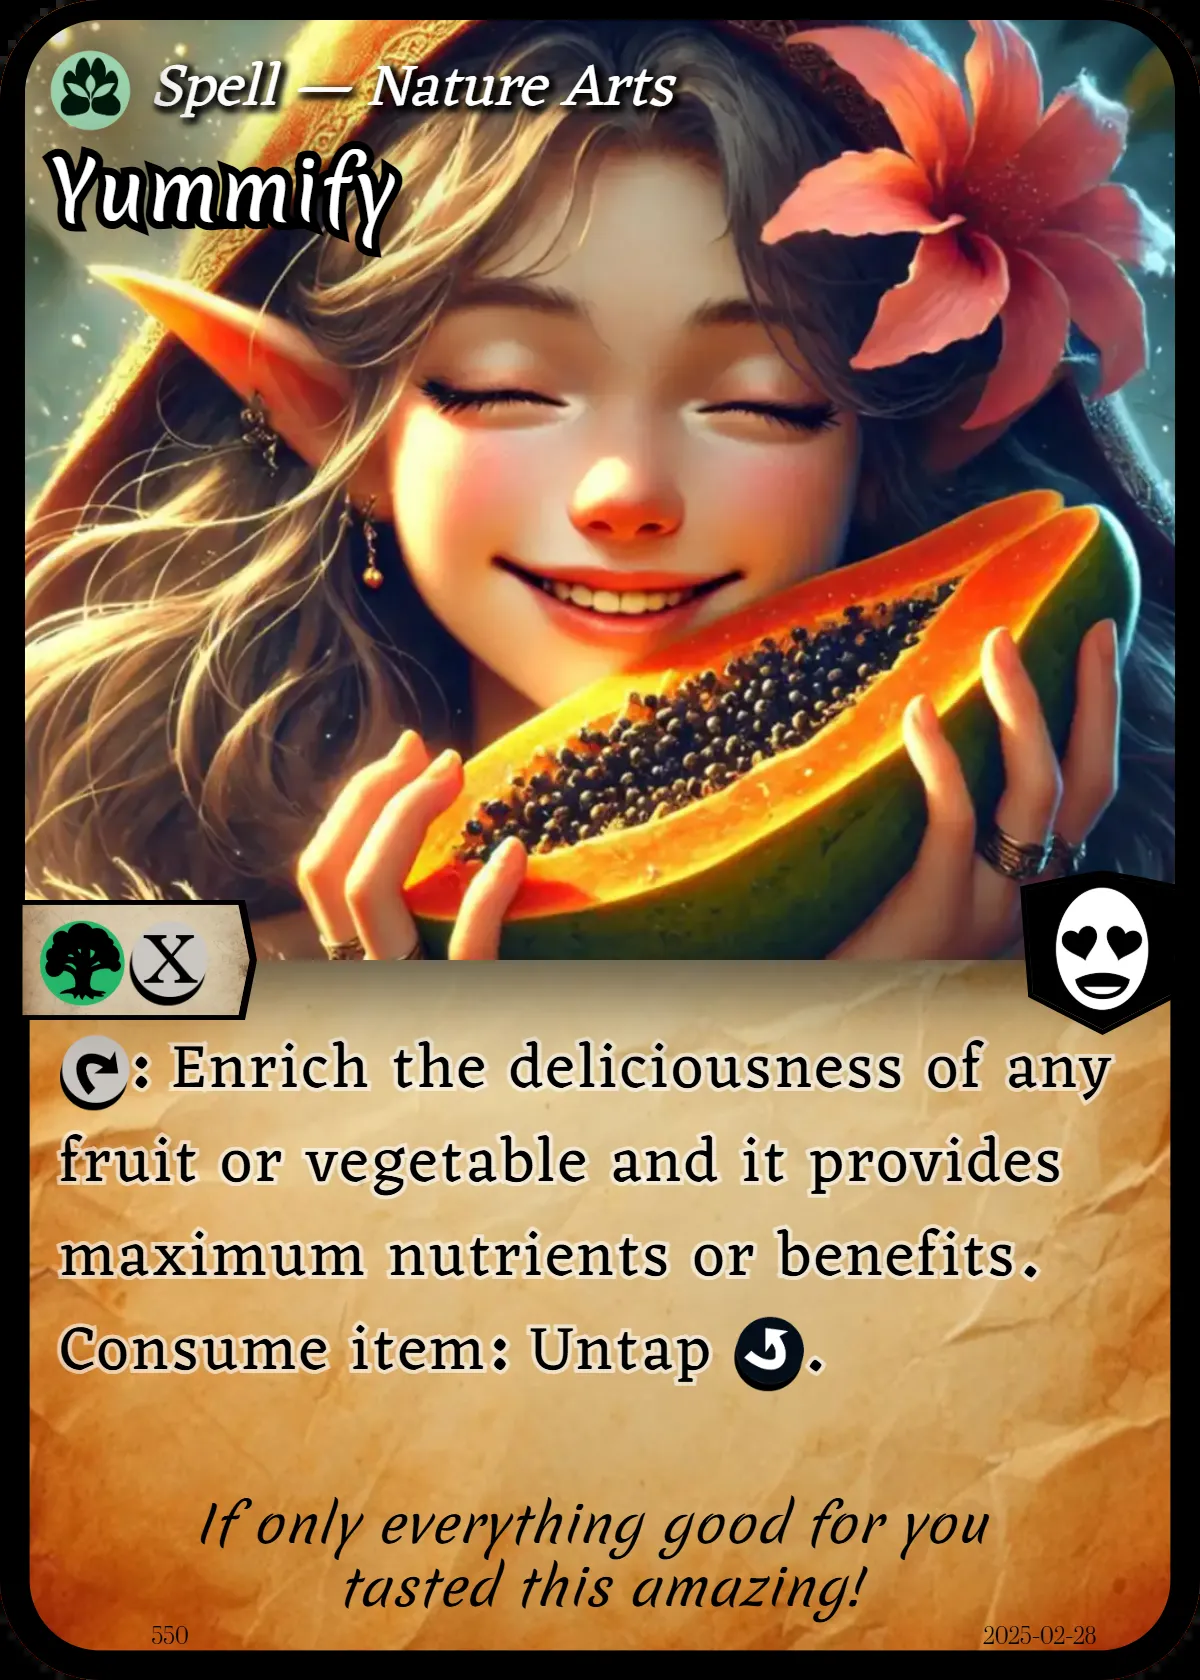 Spell — Nature Arts
Yummify
X
: Enrich the deliciousness of any
fruit or vegetable and it provides
maximum nutrients or benefits.
Consume item: Untap .
If only everything good for you
tasted this amazing!
550
2025-02-28